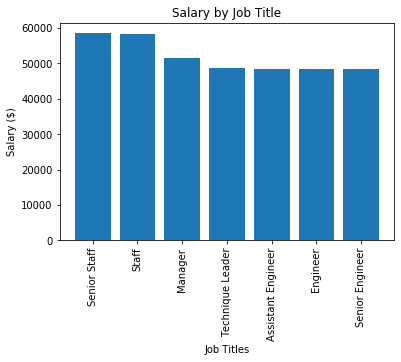 Salary by Job Title
60000
50000
40000
30000
20000
10000
0
Salary ($)
Senior Staff
Staff
Manager
Technique Leader
Assistant Engineer
Engineer
Senior Engineer
Job Titles